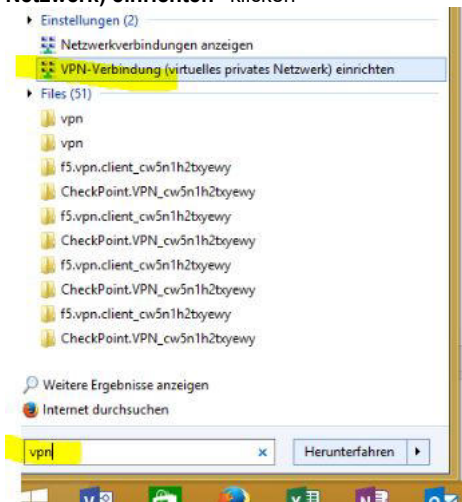 Netzwerk) einrichten" klicken
Einstellungen (2)
Netzwerkverbindungen anzeigen
VPN-Verbindung (virtuelles privates Netzwerk) einrichten
Files (51)
vpn
vpn
f5.vpn.client_cw5n1h2txyewy
CheckPoint.VPN_cw5n1h2txyewy
f5.vpn.client_cw5n1h2txyewy
CheckPoint.VPN_cw5n1h2txyewy
f5.vpn.client_cw5n1h2txyewy
CheckPoint.VPN_cw5n1h2txyewy
f5.vpn.client_cw5n1h2txyewy
CheckPoint.VPN_cw5n1h2txyewy
Weitere Ergebnisse anzeigen
Internet durchsuchen
vpn
Herunterfahren